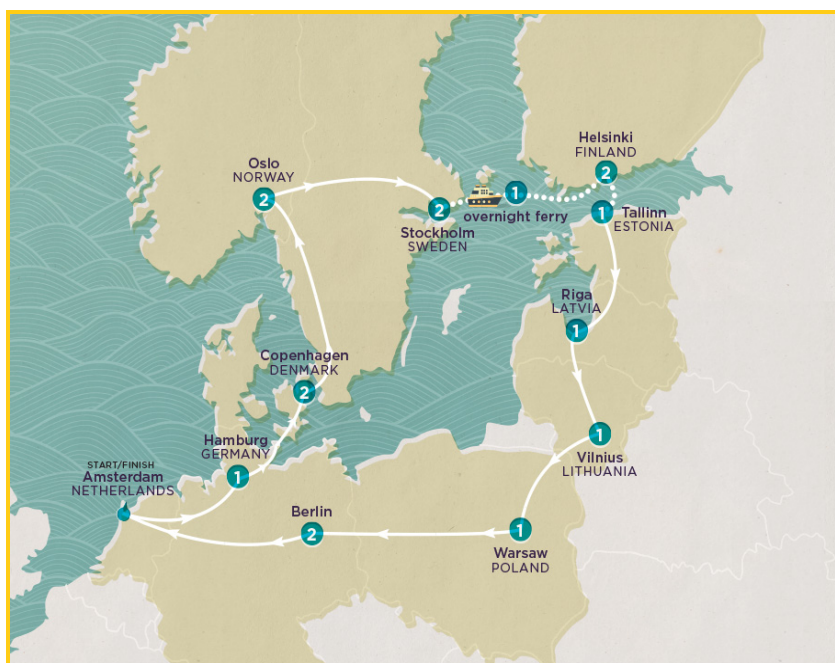 Helsinki
FINLAND
2
Oslo
NORWAY
2
1
overnight ferry
2
Stockholm
SWEDEN
1
Tallinn
ESTONIA
Riga
LATVIA
1
Copenhagen
DENMARK
2
Hamburg
GERMANY
1
1
Vilnius
LITHUANIA
START/FINISH
Amsterdam
NETHERLANDS
Berlin
2
1
Warsaw
POLAND